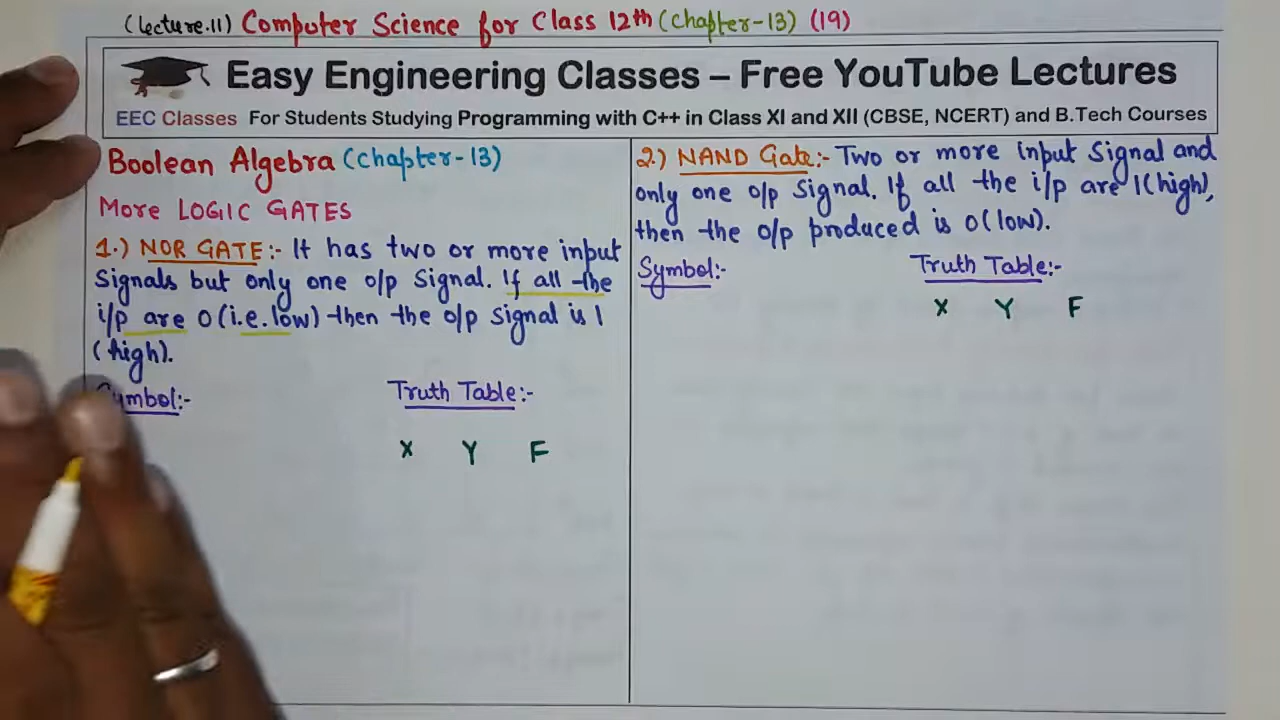 (Lecture.11) Computer Science for Class 12th (Chapter-13) (19)
Easy Engineering Classes – Free YouTube Lectures
EEC Classes For Students Studying Programming with C++ in Class XI and XII (CBSE, NCERT) and B.Tech Courses
Boolean Algebra (Chapter-13)
More LOGIC GATES
1.) NOR GATE:- It has two or more input
Signals but only one o/p Signal. If all the
i/p are 0 (i.e. low) then the o/p signal is 1
(high).
Symbol:-
Truth Table:-
X Y F
2.) NAND Gate:- Two or more input Signal and
only one o/p Signal. If all the i/p are 1(high),
then the o/p produced is 0(low).
Symbol:-
Truth Table:-
X Y F